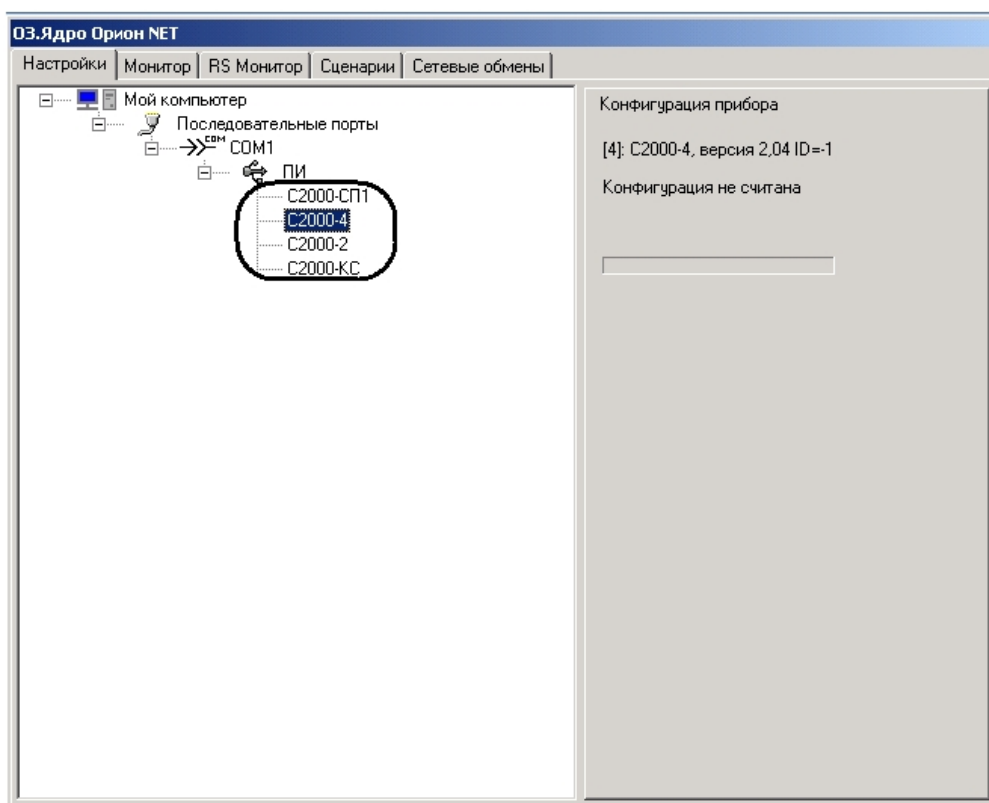 ОЗ.Ядро Орион NET
Настройки Монитор RS Монитор Сценарии Сетевые обмены
Мой компьютер
Последовательные порты
COM COM1
ПИ
С2000-СП1
С2000-4
С2000-2
С2000-КС
Конфигурация прибора
[4]: С2000-4, версия 2,04 ID=-1
Конфигурация не считана